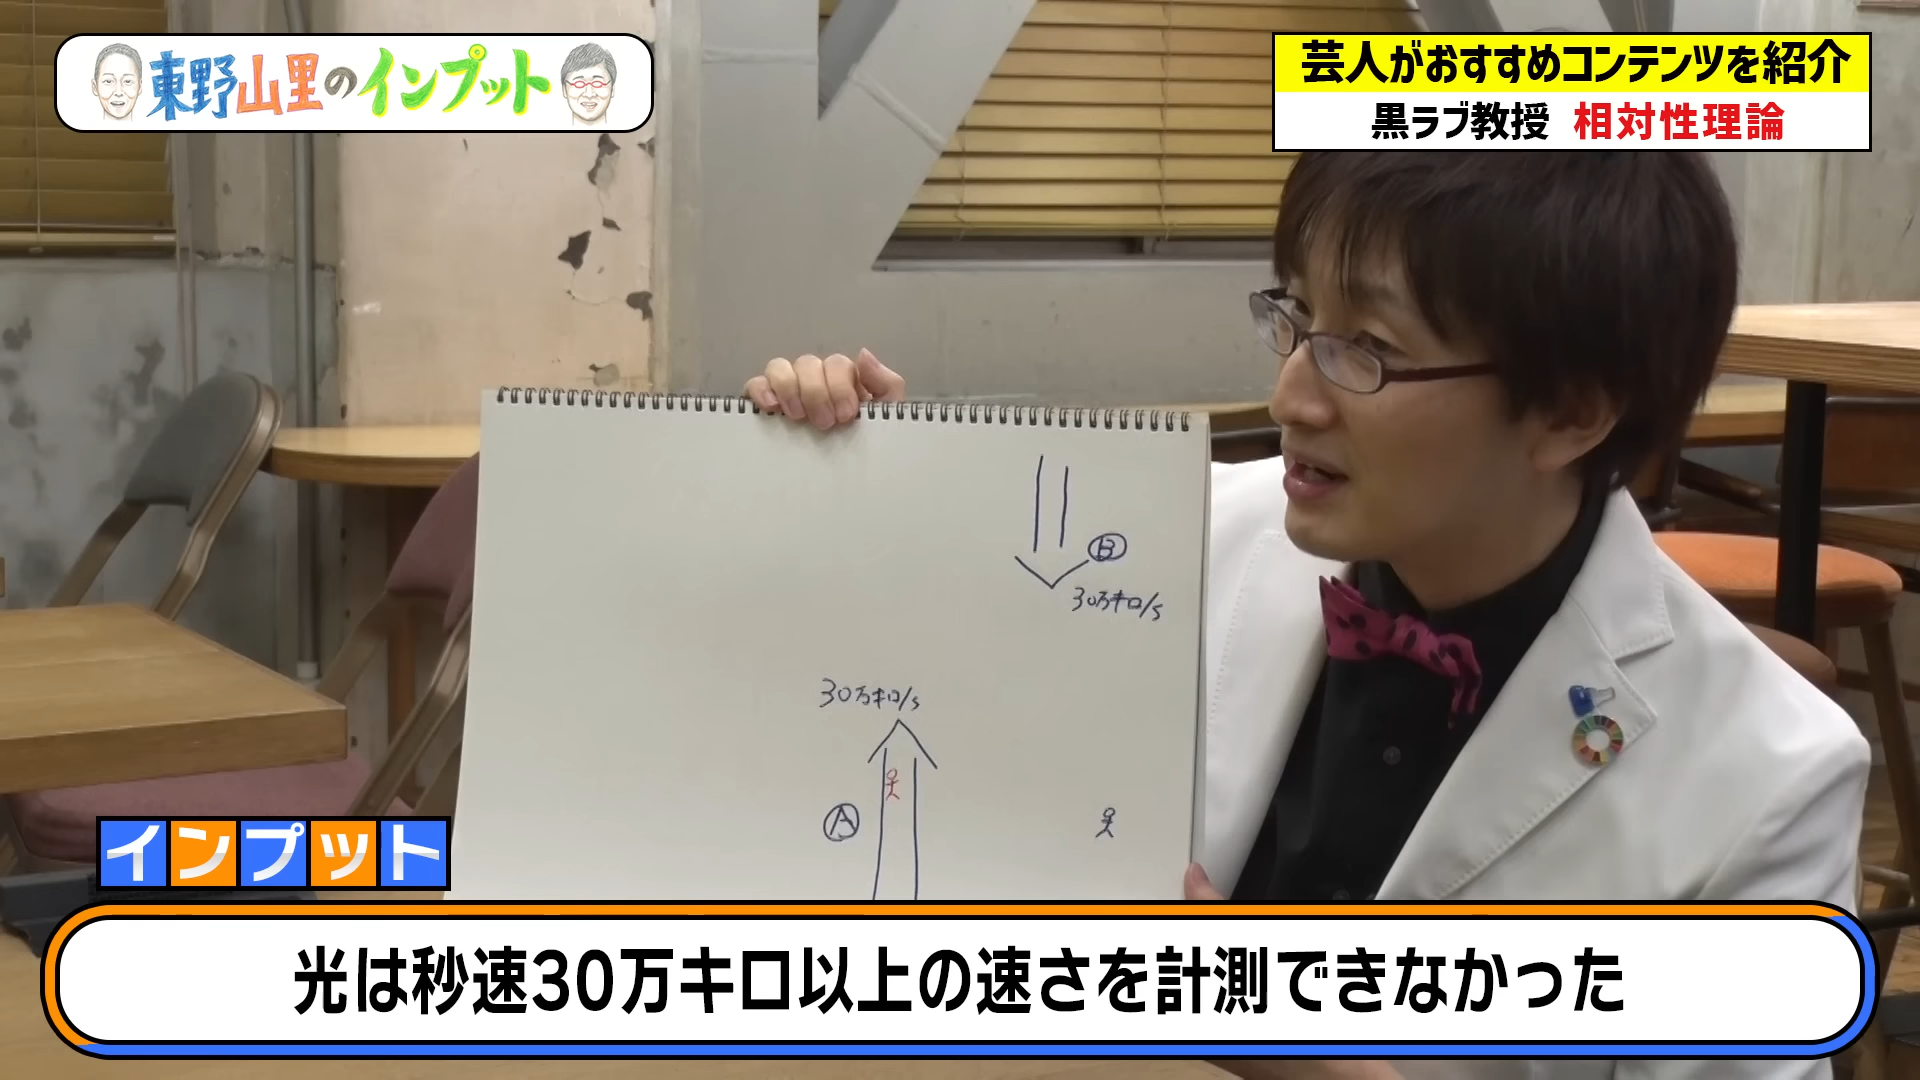 東野山里のインプット
芸人がおすすめコンテンツを紹介
黒ラブ教授 相対性理論
B
30万キロ/s
30万キロ/s
A
インプット
光は秒速30万キロ以上の速さを計測できなかった